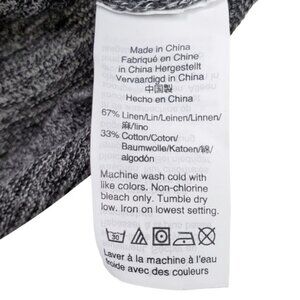 Made in China
Fabriqué en Chine
in China Hergestellt
Vervaardigd in China
中国製
Hecho en China
67% Linen/Lin/Leinen/Linnen/
麻/lino
33% Cotton/Coton/
Baumwolle/Katoen/綿/
algodón
Machine wash cold with
like colors. Non-chlorine
bleach only. Tumble dry
low. Iron on lowest setting.
30
Laver à la machine à l'eau
froide avec des couleurs